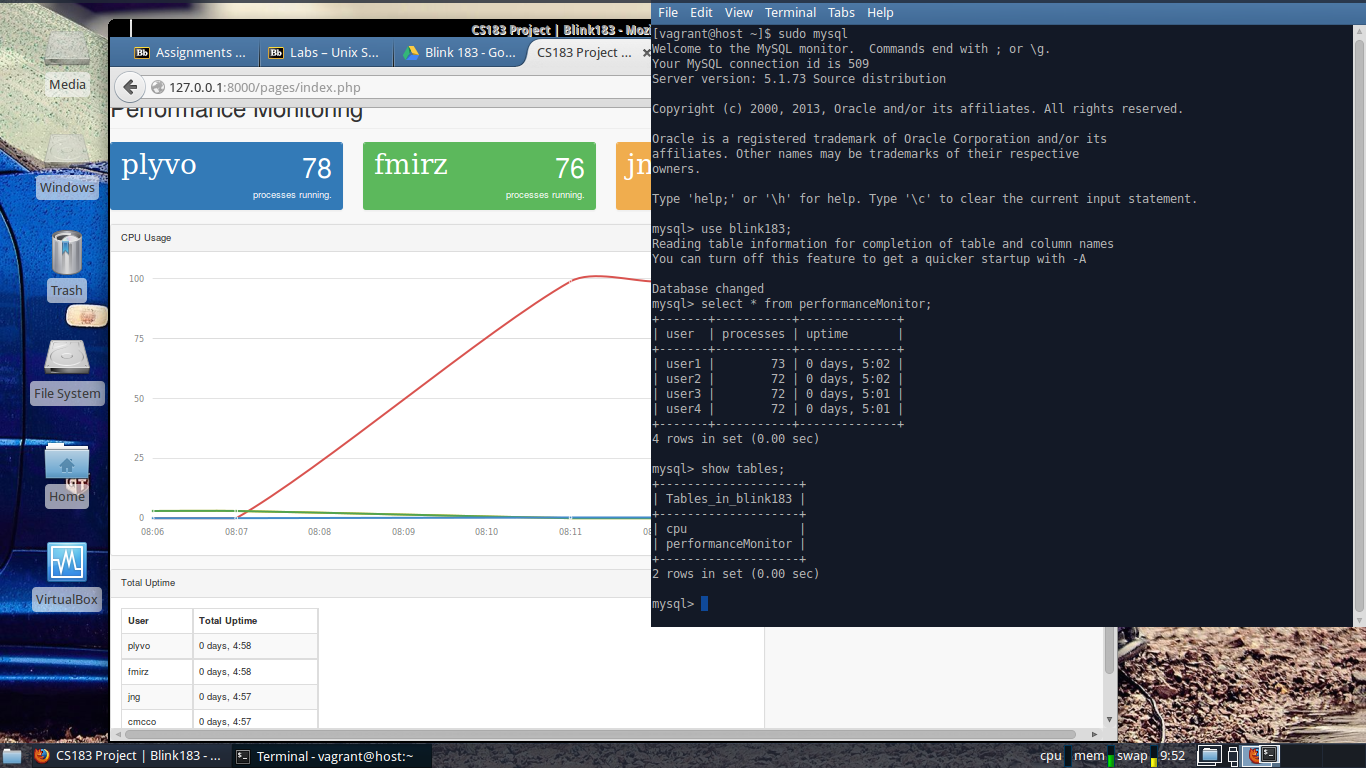 Media
Windows
Trash
File System
Home
VirtualBox
CS183 Project | Blink183 - Mozi
Assignments ...
Labs – Unix S...
Blink 183 - Go...
CS183 Project ...
127.0.0.1:8000/pages/index.php
Performance Monitoring
plyvo
78
processes running.
fmirz
76
processes running.
jn
CPU Usage
100
75
50
25
0
08:06 08:07 08:08 08:09 08:10 08:11 08
Total Uptime
User Total Uptime
plyvo 0 days, 4:58
fmirz 0 days, 4:58
jng 0 days, 4:57
cmcco 0 days, 4:57
File Edit View Terminal Tabs Help
[vagrant@host ~]$ sudo mysql
Welcome to the MySQL monitor.  Commands end with ; or \g.
Your MySQL connection id is 509
Server version: 5.1.73 Source distribution
Copyright (c) 2000, 2013, Oracle and/or its affiliates. All rights reserved.
Oracle is a registered trademark of Oracle Corporation and/or its
affiliates. Other names may be trademarks of their respective
owners.
Type 'help;' or '\h' for help. Type '\c' to clear the current input statement.
mysql> use blink183;
Reading table information for completion of table and column names
You can turn off this feature to get a quicker startup with -A
Database changed
mysql> select * from performanceMonitor;
+-------+-----------+--------------+
| user  | processes | uptime       |
+-------+-----------+--------------+
| user1 |        73 | 0 days, 5:02 |
| user2 |        72 | 0 days, 5:02 |
| user3 |        72 | 0 days, 5:01 |
| user4 |        72 | 0 days, 5:01 |
+-------+-----------+--------------+
4 rows in set (0.00 sec)
mysql> show tables;
+--------------------+
| Tables_in_blink183 |
+--------------------+
| cpu                |
| performanceMonitor |
+--------------------+
2 rows in set (0.00 sec)
mysql>
CS183 Project | Blink183 - ...
Terminal - vagrant@host:~
cpu mem swap 9:52